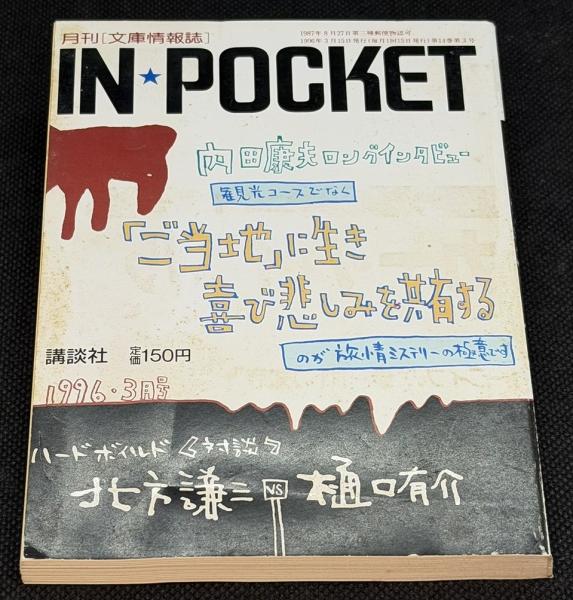 月刊[文庫情報誌]
1987年8月27日第三種郵便物認可
1996年3月15日発行(毎月1回15日発行)第14巻第3号
IN★POCKET
内田康夫ロングインタビュー
観光コースでなく
「ご当地」に生き
喜び悲しみを共有する
のが旅情ミステリーの極意です
講談社 定価150円
1996・3月号
ハードボイルド《対談》
北方謙三VS樋口有介